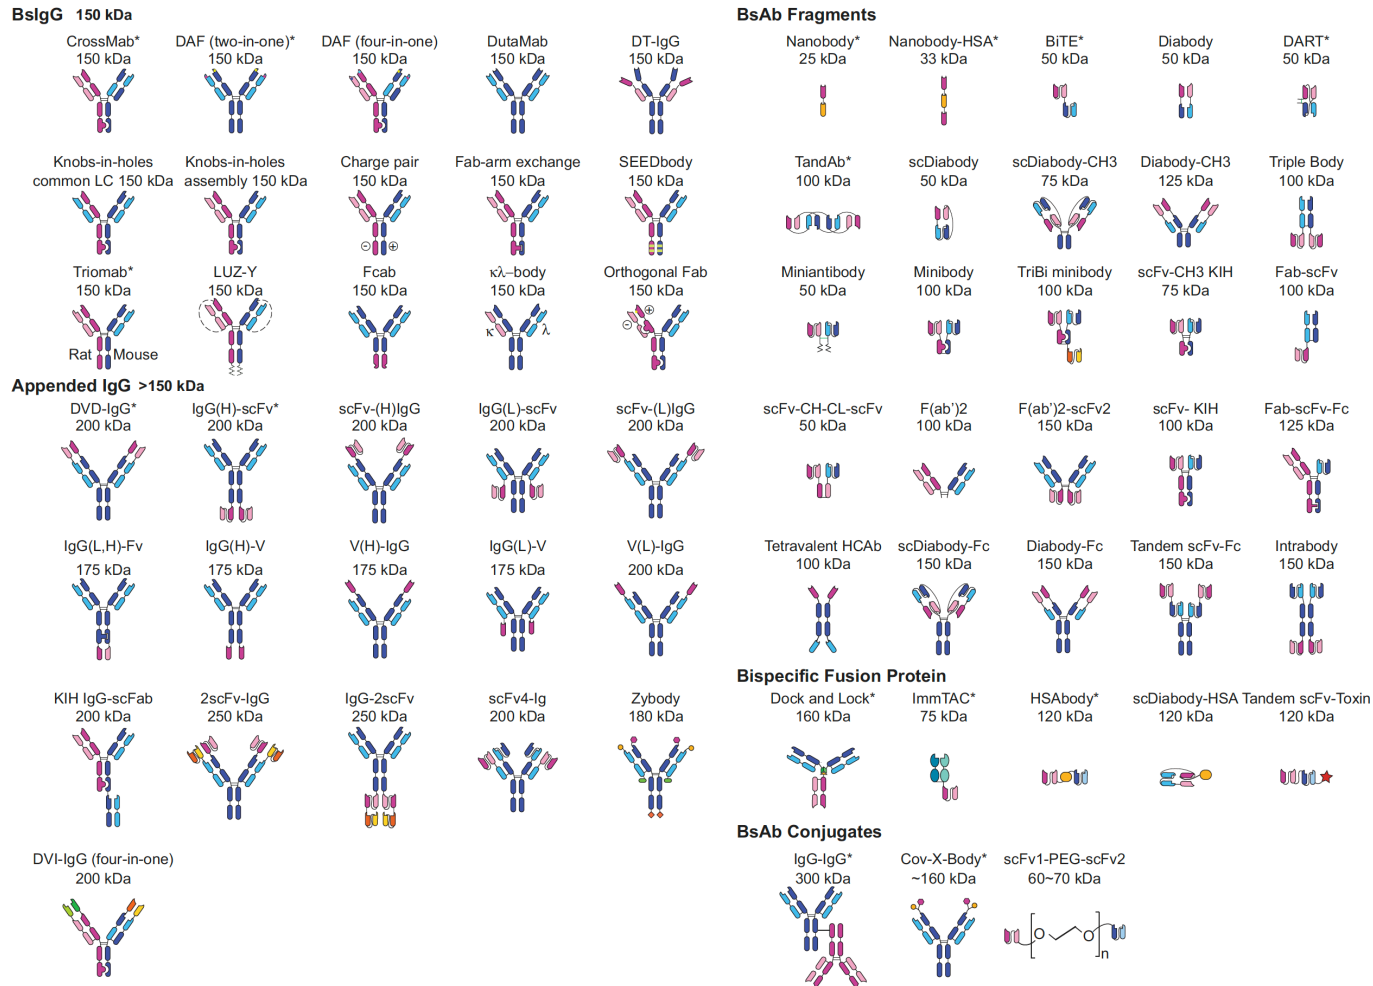 BsIgG 150 kDa
CrossMab* DAF (two-in-one)* DAF (four-in-one) DutaMab DT-IgG
150 kDa 150 kDa 150 kDa 150 kDa 150 kDa
Knobs-in-holes Knobs-in-holes Charge pair Fab-arm exchange SEEDbody
common LC 150 kDa assembly 150 kDa 150 kDa 150 kDa 150 kDa
− +
Triomab* LUZ-Y Fcab κλ–body Orthogonal Fab
150 kDa 150 kDa 150 kDa 150 kDa 150 kDa
+
− κ λ
Rat Mouse
Appended IgG >150 kDa
DVD-IgG* IgG(H)-scFv* scFv-(H)IgG IgG(L)-scFv scFv-(L)IgG
200 kDa 200 kDa 200 kDa 200 kDa 200 kDa
IgG(L,H)-Fv IgG(H)-V V(H)-IgG IgG(L)-V V(L)-IgG
175 kDa 175 kDa 175 kDa 175 kDa 200 kDa
KIH IgG-scFab 2scFv-IgG IgG-2scFv scFv4-Ig Zybody
200 kDa 250 kDa 250 kDa 200 kDa 180 kDa
DVI-IgG (four-in-one)
200 kDa
BsAb Fragments
Nanobody* Nanobody-HSA* BiTE* Diabody DART*
25 kDa 33 kDa 50 kDa 50 kDa 50 kDa
TandAb* scDiabody scDiabody-CH3 Diabody-CH3 Triple Body
100 kDa 50 kDa 75 kDa 125 kDa 100 kDa
Miniantibody Minibody TriBi minibody scFv-CH3 KIH Fab-scFv
50 kDa 100 kDa 100 kDa 75 kDa 100 kDa
scFv-CH-CL-scFv F(ab')2 F(ab')2-scFv2 scFv- KIH Fab-scFv-Fc
50 kDa 100 kDa 150 kDa 100 kDa 125 kDa
Tetravalent HCAb scDiabody-Fc Diabody-Fc Tandem scFv-Fc Intrabody
100 kDa 150 kDa 150 kDa 150 kDa 150 kDa
Bispecific Fusion Protein
Dock and Lock* ImmTAC* HSAbody* scDiabody-HSA Tandem scFv-Toxin
160 kDa 75 kDa 120 kDa 120 kDa 120 kDa
BsAb Conjugates
IgG-IgG* Cov-X-Body* scFv1-PEG-scFv2
300 kDa ~160 kDa 60~70 kDa
O O n